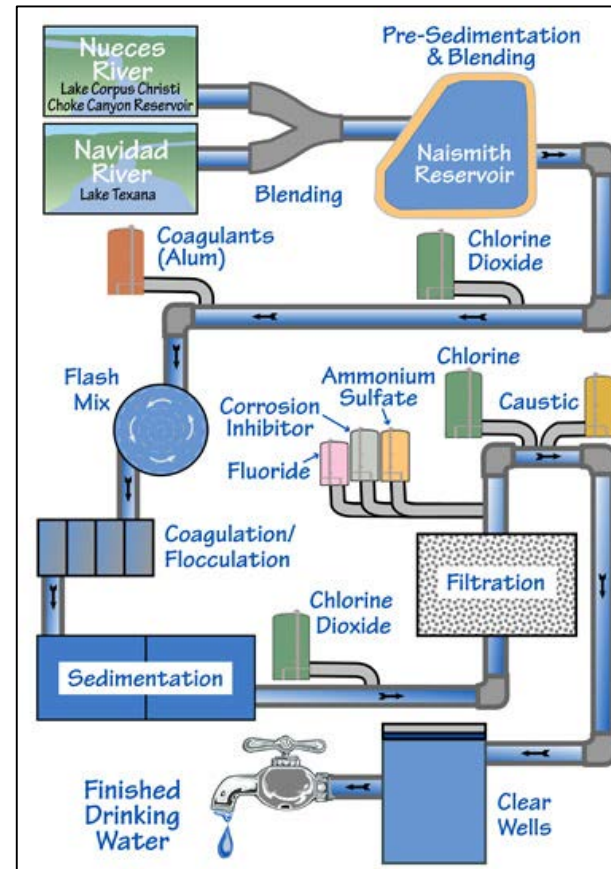 Nueces
River
Lake Corpus Christi
Choke Canyon Reservoir
Navidad
River
Lake Texana
Blending
Pre-Sedimentation
& Blending
Naismith
Reservoir
Coagulants
(Alum)
Chlorine
Dioxide
Flash
Mix
Chlorine
Caustic
Ammonium
Sulfate
Corrosion
Inhibitor
Fluoride
Coagulation/
Flocculation
Filtration
Chlorine
Dioxide
Sedimentation
Finished
Drinking
Water
Clear
Wells